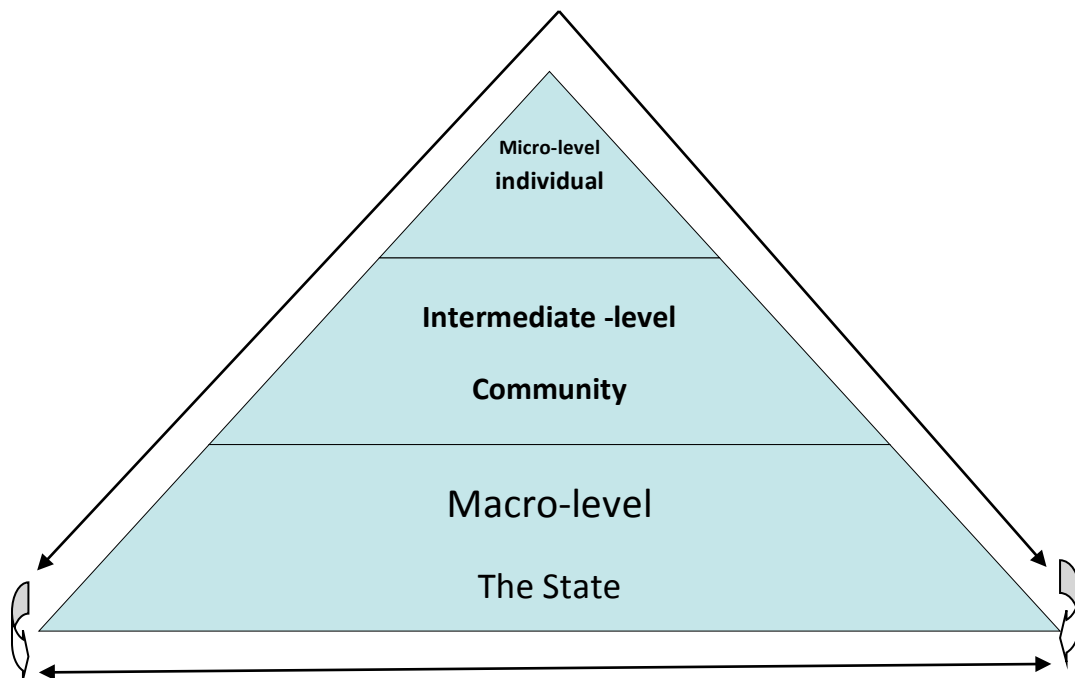 Micro-level
individual
Intermediate -level
Community
Macro-level
The State